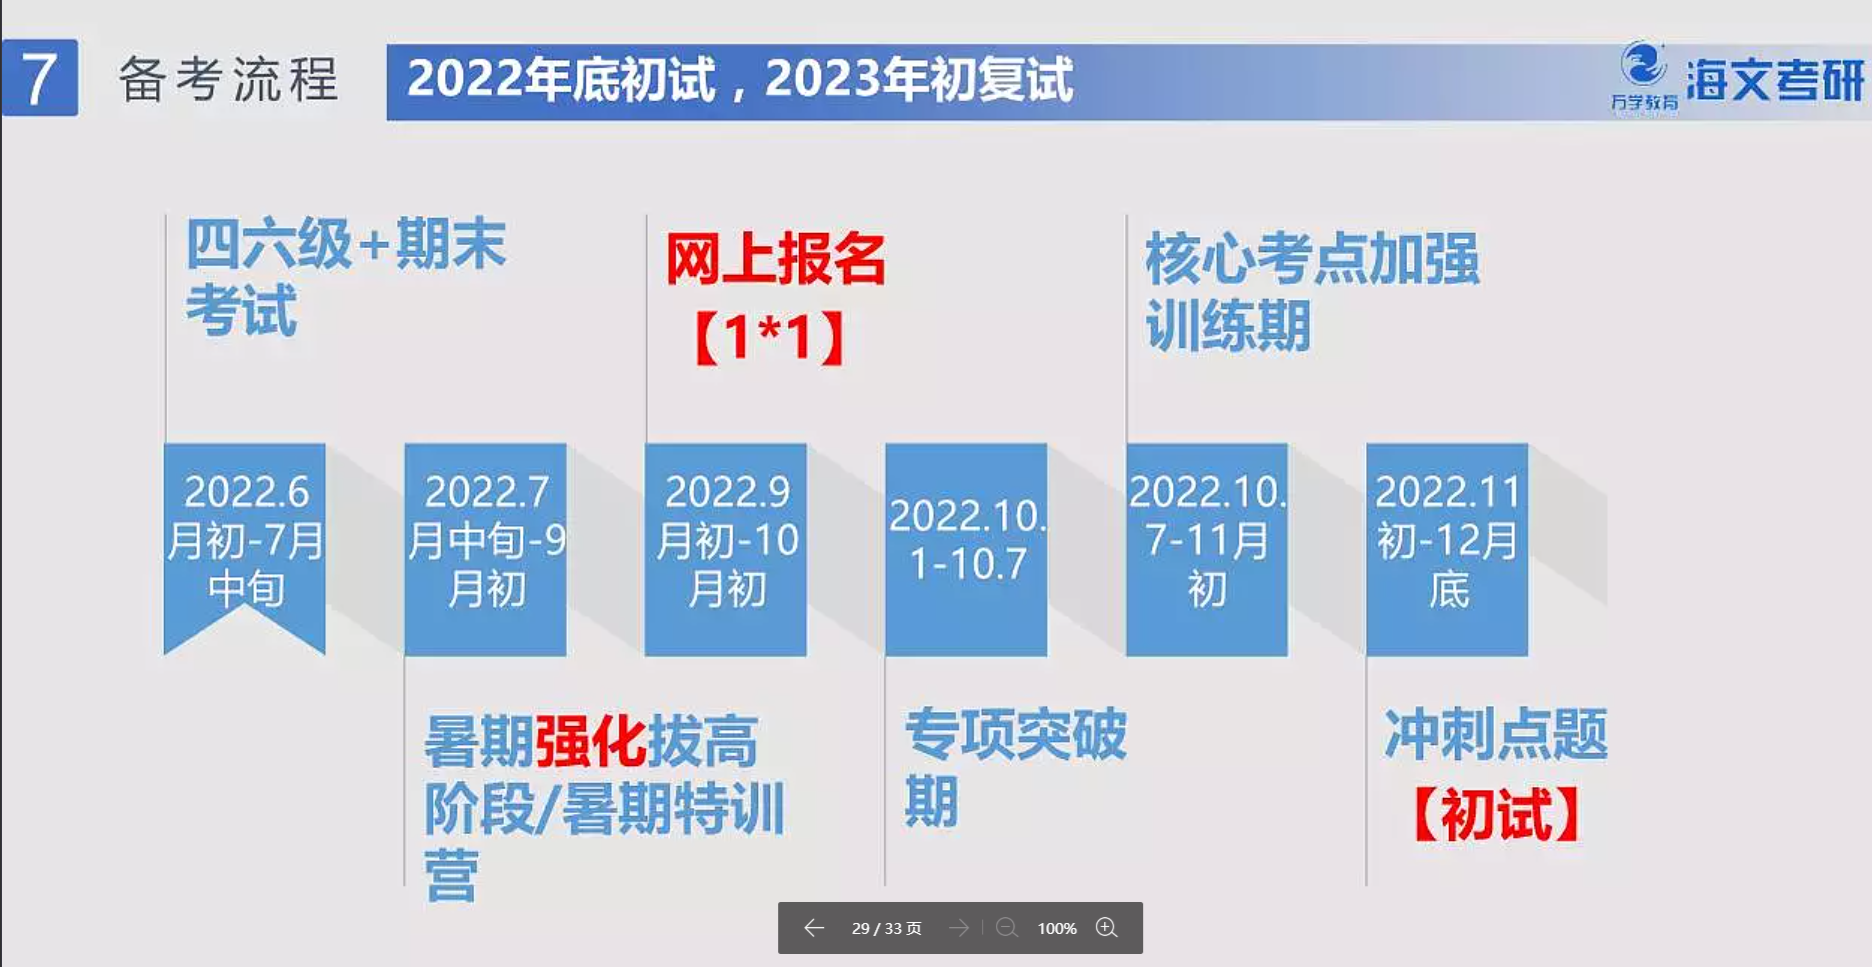 7
备考流程
2022年底初试，2023年初复试
万学教育
海文考研
四六级+期末
考试
网上报名
【1*1】
核心考点加强
训练期
2022.6
月初-7月
中旬
2022.7
月中旬-9
月初
2022.9
月初-10
月初
2022.10.
1-10.7
2022.10.
7-11月
初
2022.11
初-12月
底
暑期强化拔高
阶段/暑期特训
营
专项突破
期
冲刺点题
【初试】
29 / 33 页
100%